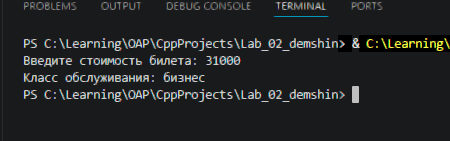 PROBLEMS OUTPUT DEBUG CONSOLE TERMINAL PORTS
PS C:\Learning\OAP\CppProjects\Lab_02_demshin> & C:\Learning\
Введите стоимость билета: 31000
Класс обслуживания: бизнес
PS C:\Learning\OAP\CppProjects\Lab_02_demshin>